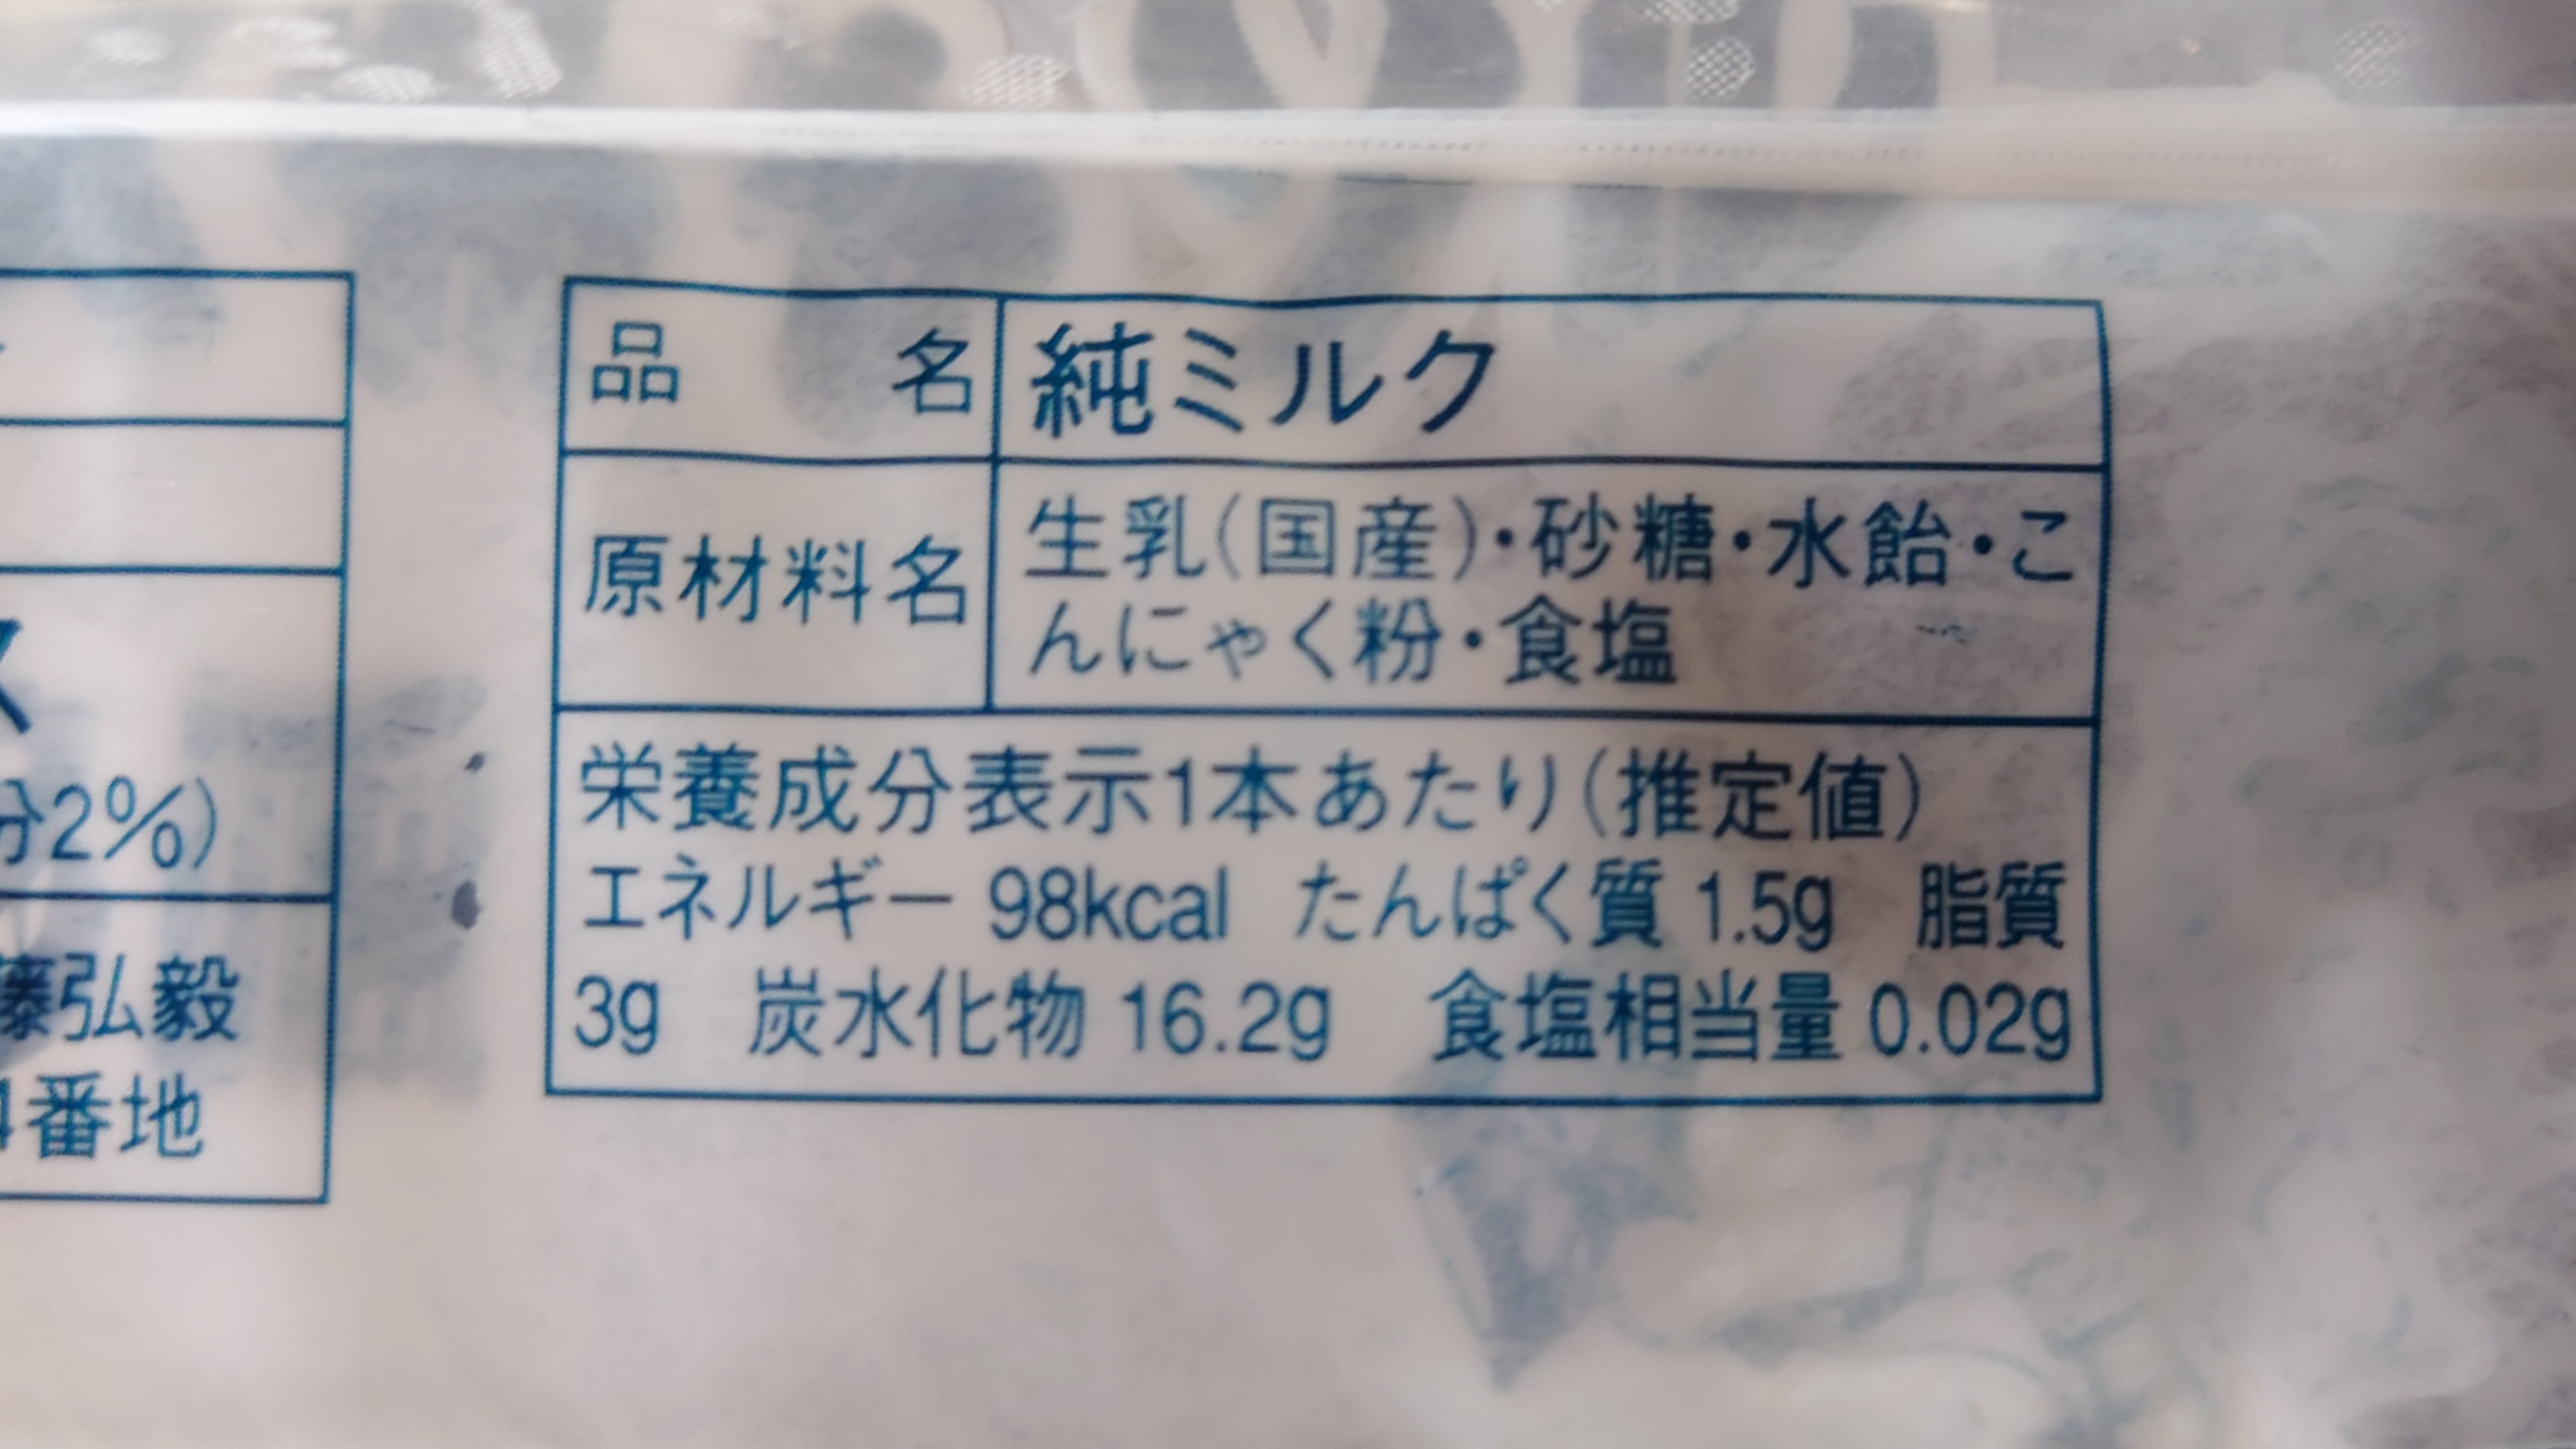 分2%)
藤弘毅
番地
品 名 純ミルク
原材料名 生乳(国産)・砂糖・水飴・こ
んにゃく粉・食塩
栄養成分表示1本あたり(推定値)
エネルギー 98kcal たんぱく質 1.5g 脂質
3g 炭水化物 16.2g 食塩相当量 0.02g